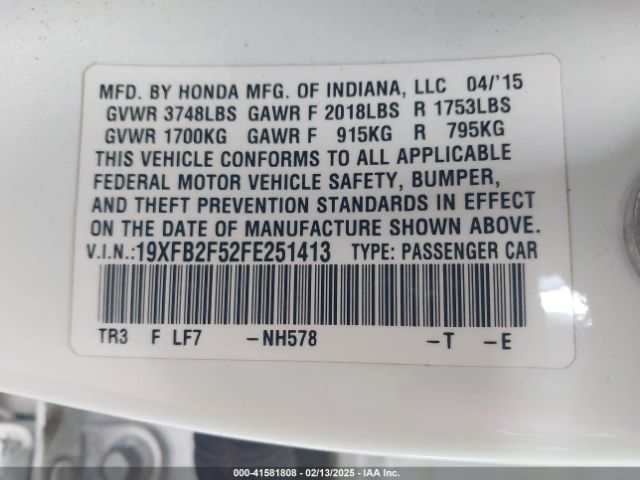 MFD. BY HONDA MFG. OF INDIANA, LLC 04/'15
GVWR 3748LBS GAWR F 2018LBS R 1753LBS
GVWR 1700KG GAWR F 915KG R 795KG
THIS VEHICLE CONFORMS TO ALL APPLICABLE
FEDERAL MOTOR VEHICLE SAFETY, BUMPER,
AND THEFT PREVENTION STANDARDS IN EFFECT
ON THE DATE OF MANUFACTURE SHOWN ABOVE.
V.I.N.:19XFB2F52FE251413 TYPE: PASSENGER CAR
TR3 F LF7 -NH578 -T -E
000-41581808 - 02/13/2025 - IAAI.COM